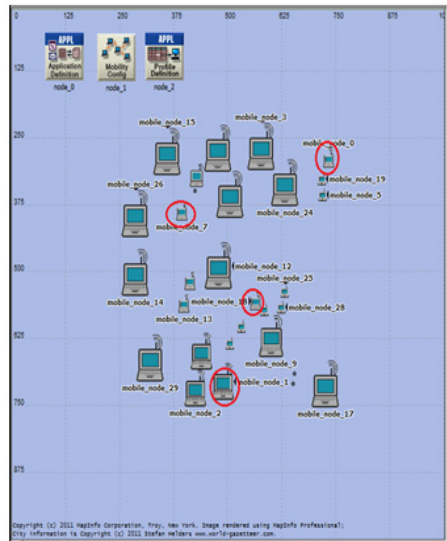 0 125 250 375 500 625 750 875 10
APPL APPL
Application Definition Mobility Config Profile Definition
node_0 node_1 node_2
125
250
mobile_node_15 mobile_node_3
mobile_node_0
mobile_node_19
mobile_node_26 mobile_node_5
375
mobile_node_7 mobile_node_24
500
mobile_node_12
mobile_node_25
mobile_node_14 mobile_node_18 mobile_node_28
mobile_node_13
625
mobile_node_9
mobile_node_29 mobile_node_1
mobile_node_2 mobile_node_17
750
875
Copyright (c) 2011 MapInfo Corporation, Troy, New York. Image rendered using MapInfo Professional;
City information is Copyright (c) 2011 Stefan Helders www.world-gazetteer.com.